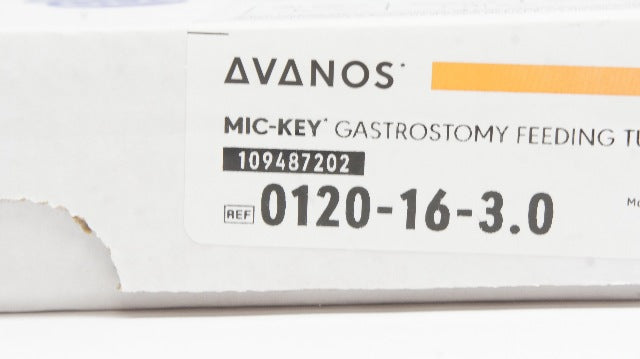 AVANOS
MIC-KEY* GASTROSTOMY FEEDING
109487202
REF 0120-16-3.0